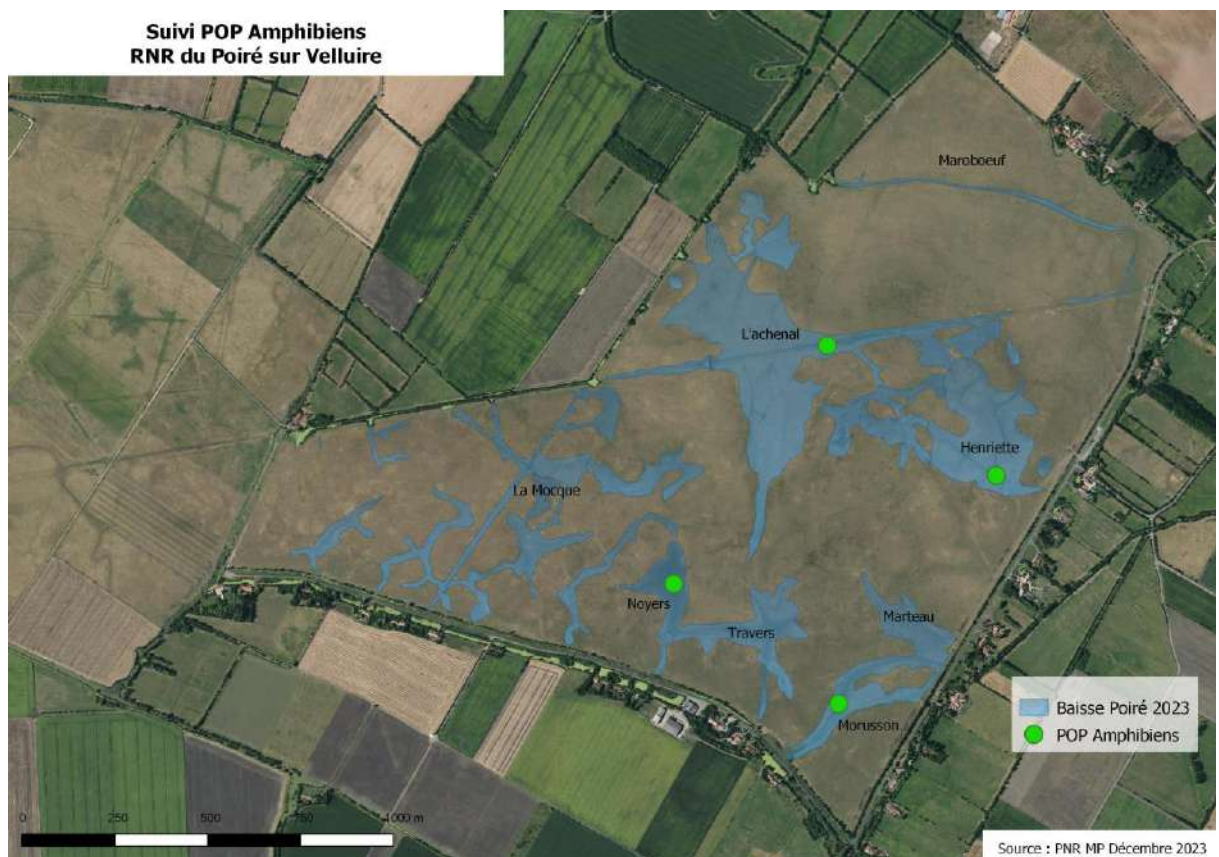 Suivi POP Amphibiens
RNR du Poiré sur Velluire
Maroboeuf
L'achenal
Henriette
La Mocque
Noyers
Travers
Marteau
Morusson
Baisse Poiré 2023
POP Amphibiens
0 250 500 750 1000 m
Source : PNR MP Décembre 2023